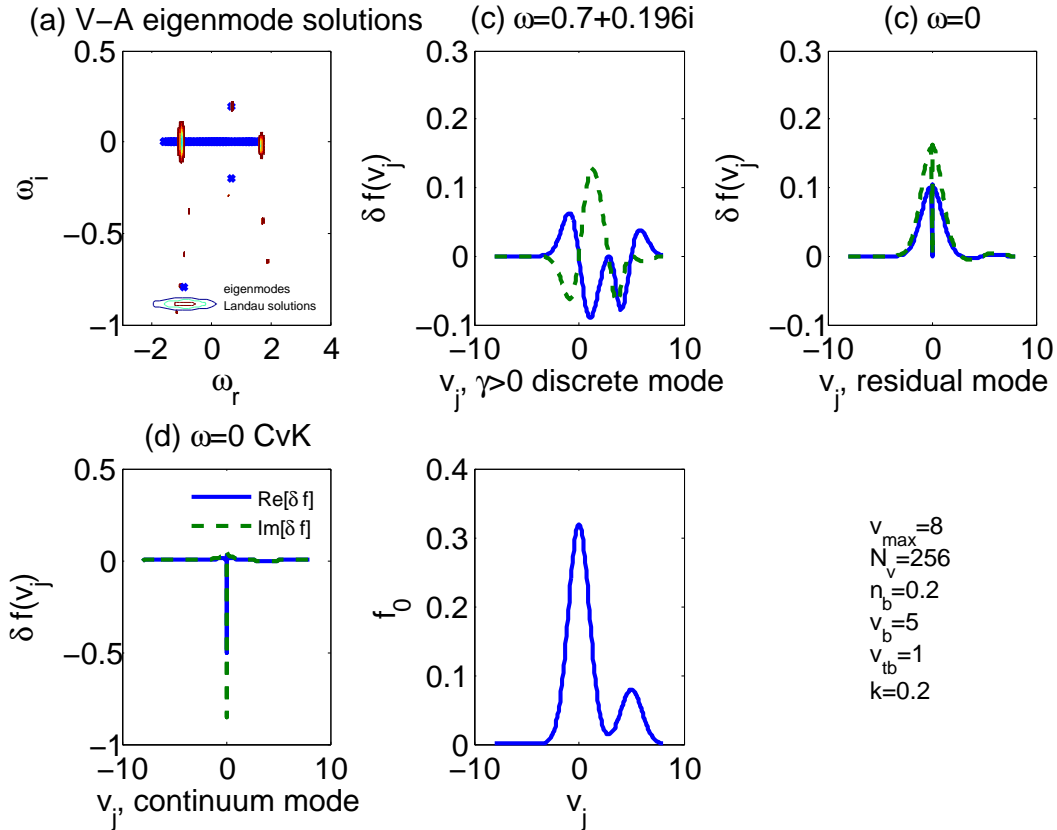 (a) V−A eigenmode solutions
0.5
0
−0.5
−1
ω_i
−2 0 2 4
ω_r
eigenmodes
Landau solutions
(c) ω=0.7+0.196i
0.3
0.2
0.1
0
−0.1
δ f(v_j)
−10 0 10
v_j, γ>0 discrete mode
(c) ω=0
0.3
0.2
0.1
0
−0.1
δ f(v_j)
−10 0 10
v_j, residual mode
(d) ω=0 CvK
0.5
0
−0.5
−1
δ f(v_j)
Re[δ f]
Im[δ f]
−10 0 10
v_j, continuum mode
0.4
0.3
0.2
0.1
0
f_0
−10 0 10
v_j
v_max=8
N_v=256
n_b=0.2
v_b=5
v_tb=1
k=0.2